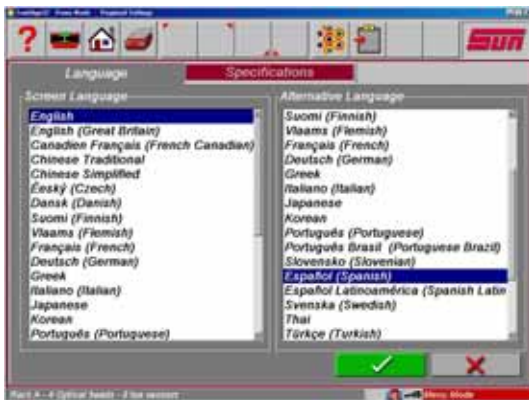 Sun
Language
Specifications
Screen Language
English
English (Great Britain)
Canadien Français (French Canadian)
Chinese Traditional
Chinese Simplified
Český (Czech)
Dansk (Danish)
Suomi (Finnish)
Vlaams (Flemish)
Français (French)
Deutsch (German)
Greek
Italiano (Italian)
Japanese
Korean
Português (Portuguese)
Alternative Language
Suomi (Finnish)
Vlaams (Flemish)
Français (French)
Deutsch (German)
Greek
Italiano (Italian)
Japanese
Korean
Português (Portuguese)
Português Brasil (Portuguese Brazil)
Slovensko (Slovenian)
Español (Spanish)
Español Latinoamérica (Spanish Latin
Svenska (Swedish)
Thai
Türkçe (Turkish)
Menu Mode